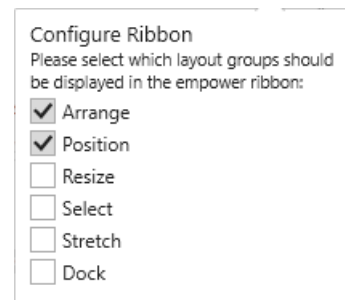 Configure Ribbon
Please select which layout groups should
be displayed in the empower ribbon:
Arrange
Position
Resize
Select
Stretch
Dock